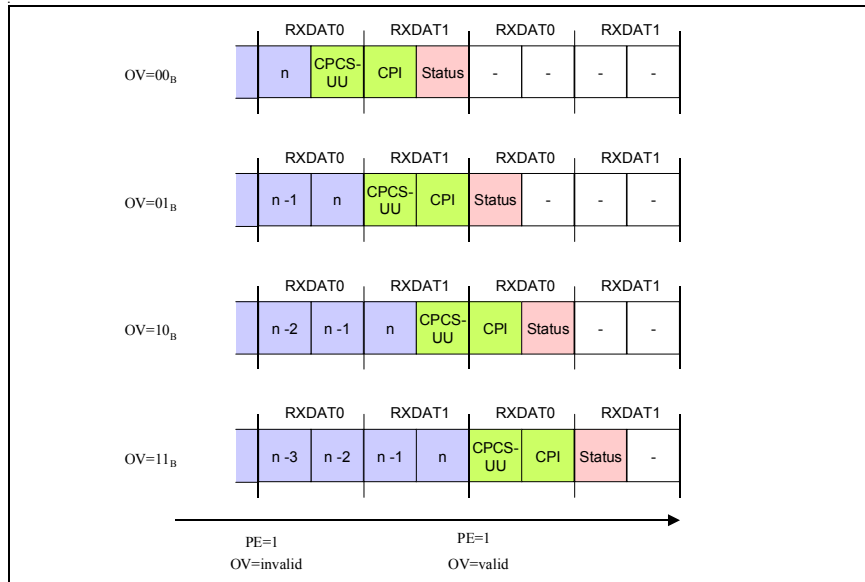 RXDAT0 RXDAT1 RXDAT0 RXDAT1
OV=00B n CPCS-UU CPI Status - - - -
RXDAT0 RXDAT1 RXDAT0 RXDAT1
OV=01B n -1 n CPCS-UU CPI Status - - -
RXDAT0 RXDAT1 RXDAT0 RXDAT1
OV=10B n -2 n -1 n CPCS-UU CPI Status - -
RXDAT0 RXDAT1 RXDAT0 RXDAT1
OV=11B n -3 n -2 n -1 n CPCS-UU CPI Status -
PE=1 PE=1
OV=invalid OV=valid